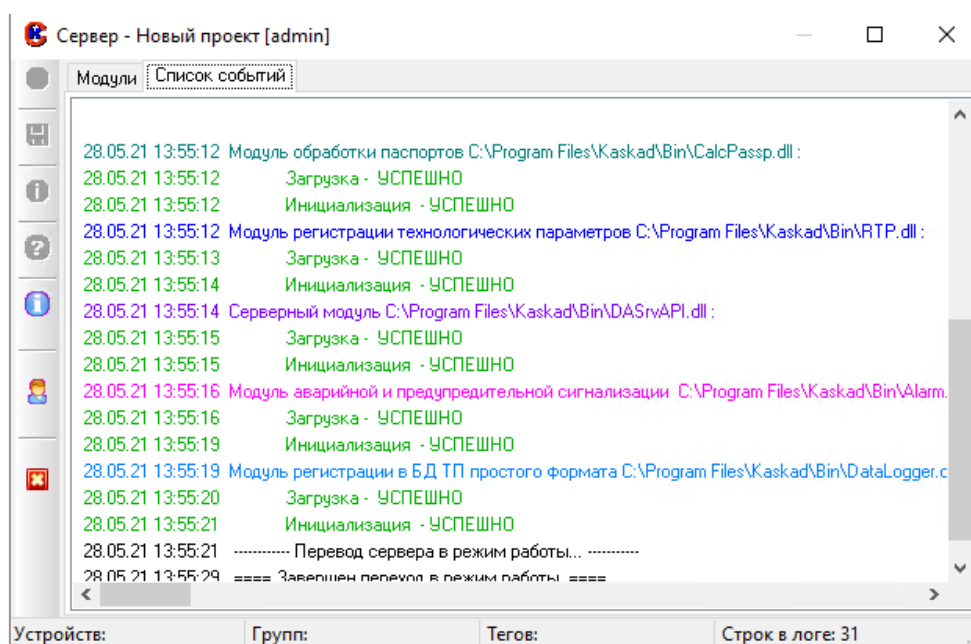 Сервер - Новый проект [admin]
Модули Список событий
28.05.21 13:55:12 Модуль обработки паспортов C:\Program Files\Kaskad\Bin\CalcPassp.dll :
28.05.21 13:55:12 Загрузка - УСПЕШНО
28.05.21 13:55:12 Инициализация - УСПЕШНО
28.05.21 13:55:12 Модуль регистрации технологических параметров C:\Program Files\Kaskad\Bin\RTP.dll :
28.05.21 13:55:13 Загрузка - УСПЕШНО
28.05.21 13:55:14 Инициализация - УСПЕШНО
28.05.21 13:55:14 Серверный модуль C:\Program Files\Kaskad\Bin\DASrvAPI.dll :
28.05.21 13:55:15 Загрузка - УСПЕШНО
28.05.21 13:55:15 Инициализация - УСПЕШНО
28.05.21 13:55:16 Модуль аварийной и предупредительной сигнализации C:\Program Files\Kaskad\Bin\Alarm.
28.05.21 13:55:16 Загрузка - УСПЕШНО
28.05.21 13:55:19 Инициализация - УСПЕШНО
28.05.21 13:55:19 Модуль регистрации в БД ТП простого формата C:\Program Files\Kaskad\Bin\DataLogger.
28.05.21 13:55:20 Загрузка - УСПЕШНО
28.05.21 13:55:21 Инициализация - УСПЕШНО
28.05.21 13:55:21 ----------- Перевод сервера в режим работы... ----------
28.05.21 13:55:29 ==== Завершен переход в режим работы ====
Устройств: Групп: Тегов: Строк в логе: 31